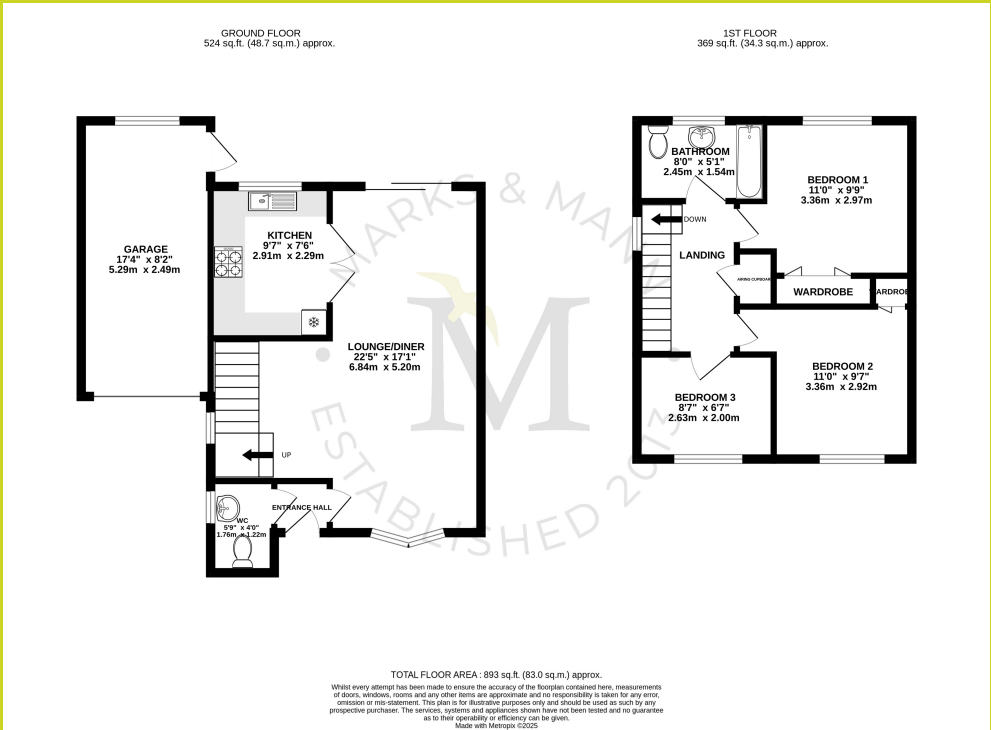 GROUND FLOOR
524 sq.ft. (48.7 sq.m.) approx.
1ST FLOOR
369 sq.ft. (34.3 sq.m.) approx.
GARAGE
17'4" x 8'2"
5.29m x 2.49m
KITCHEN
9'7" x 7'6"
2.91m x 2.29m
LOUNGE/DINER
22'5" x 17'1"
6.84m x 5.20m
UP
ENTRANCE HALL
WC
5'9" x 4'0"
1.76m x 1.22m
BATHROOM
8'0" x 5'1"
2.45m x 1.54m
BEDROOM 1
11'0" x 9'9"
3.36m x 2.97m
DOWN
LANDING
AIRING CUPBOARD
WARDROBE
WARDROBE
BEDROOM 2
11'0" x 9'7"
3.36m x 2.92m
BEDROOM 3
8'7" x 6'7"
2.63m x 2.00m
MARKS & MANN
M
ESTABLISHED 2013
TOTAL FLOOR AREA : 893 sq.ft. (83.0 sq.m.) approx.
Whilst every attempt has been made to ensure the accuracy of the floorplan contained here, measurements
of doors, windows, rooms and any other items are approximate and no responsibility is taken for any error,
omission or mis-statement. This plan is for illustrative purposes only and should be used as such by any
prospective purchaser. The services, systems and appliances shown have not been tested and no guarantee
as to their operability or efficiency can be given.
Made with Metropix ©2025